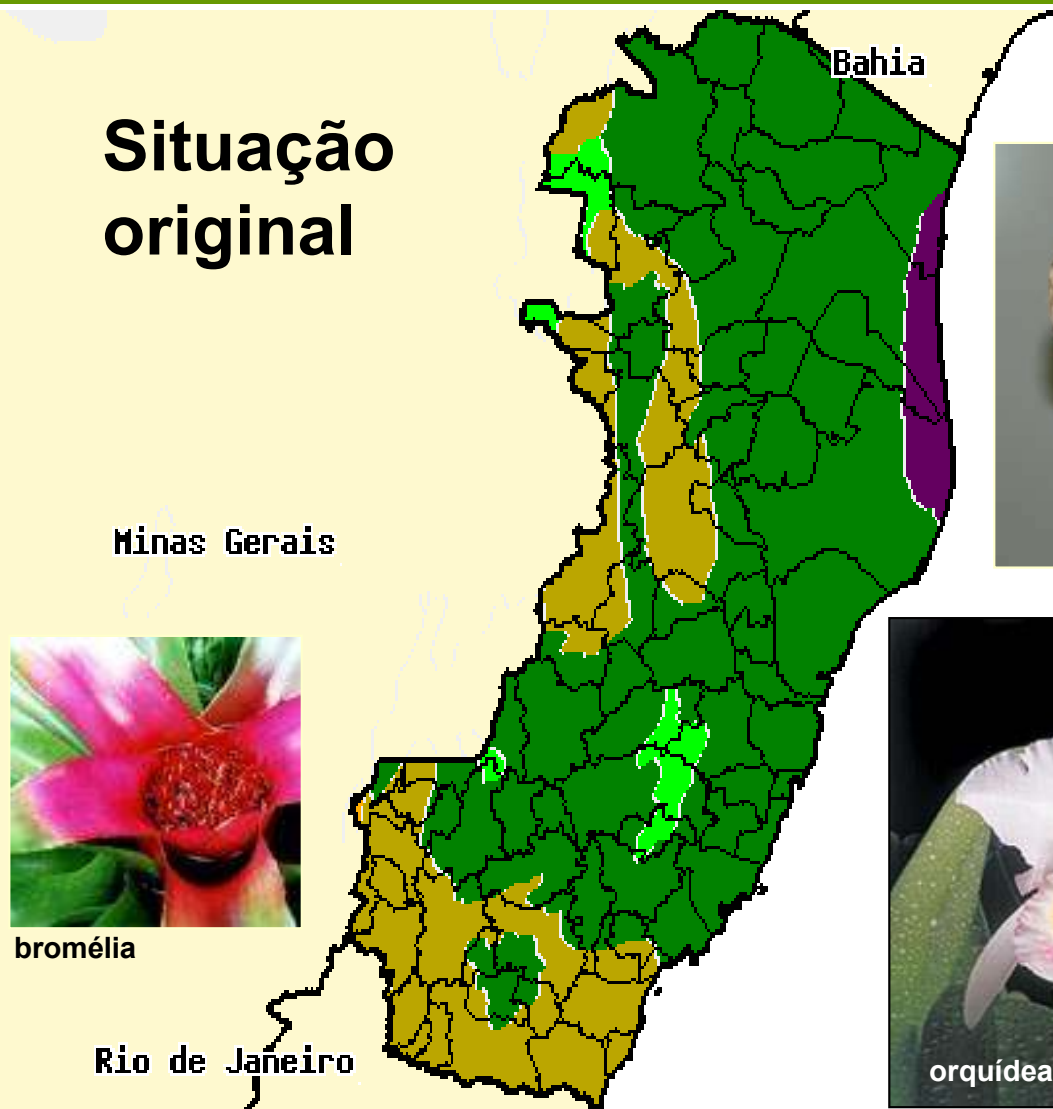 Situação
original
Bahia
Minas Gerais
bromélia
Rio de Janeiro
orquídea